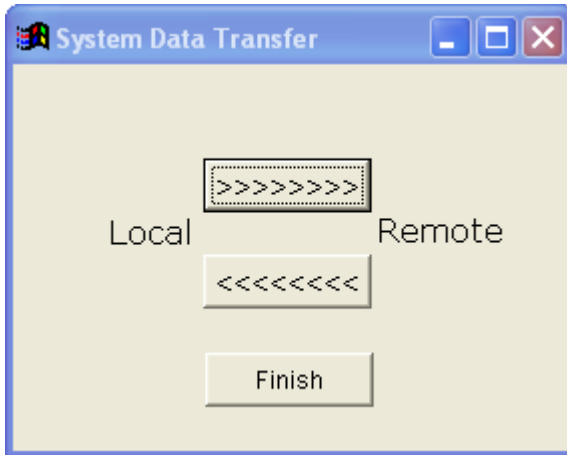 System Data Transfer
>>>>>>>>
Local
Remote
<<<<<<<<
Finish